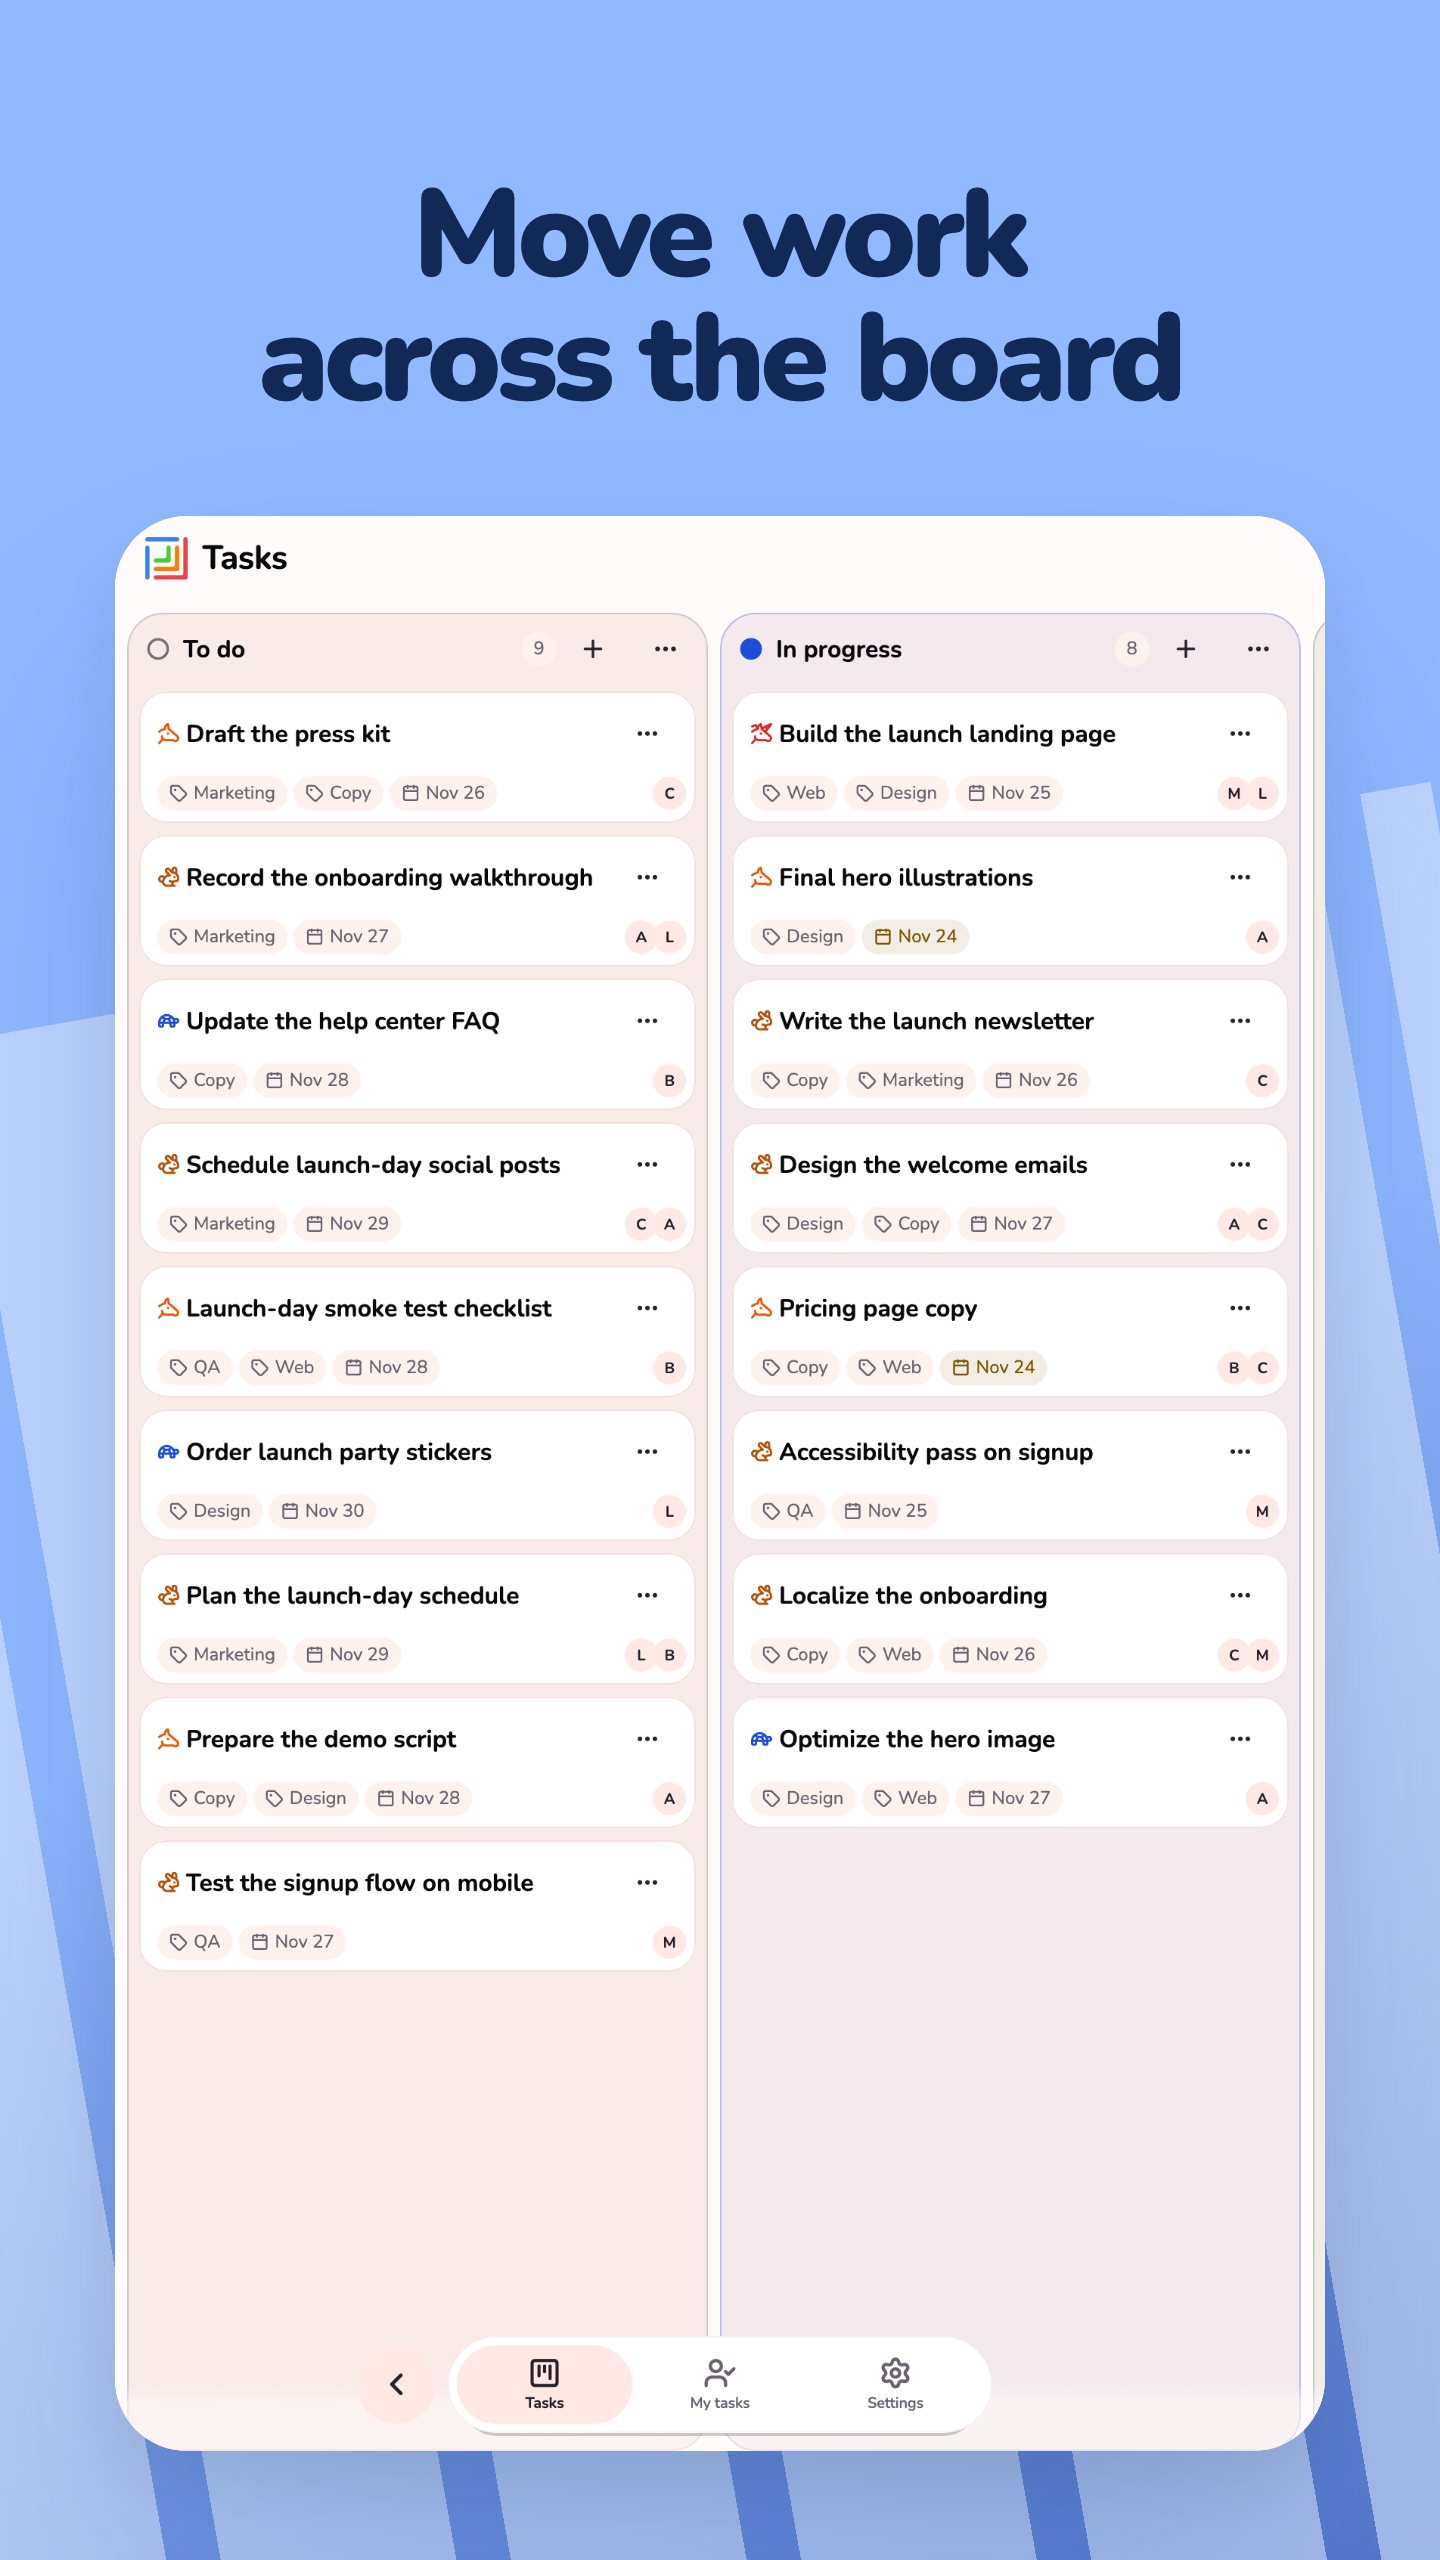 Move work
across the board
Tasks
To do
9
Draft the press kit
Marketing
Copy
Nov 26
C
Record the onboarding walkthrough
Marketing
Nov 27
A
L
Update the help center FAQ
Copy
Nov 28
B
Schedule launch-day social posts
Marketing
Nov 29
C
A
Launch-day smoke test checklist
QA
Web
Nov 28
B
Order launch party stickers
Design
Nov 30
L
Plan the launch-day schedule
Marketing
Nov 29
L
B
Prepare the demo script
Copy
Design
Nov 28
A
Test the signup flow on mobile
QA
Nov 27
M
In progress
8
Build the launch landing page
Web
Design
Nov 25
M
L
Final hero illustrations
Design
Nov 24
A
Write the launch newsletter
Copy
Marketing
Nov 26
C
Design the welcome emails
Design
Copy
Nov 27
A
C
Pricing page copy
Copy
Web
Nov 24
B
C
Accessibility pass on signup
QA
Nov 25
M
Localize the onboarding
Copy
Web
Nov 26
C
M
Optimize the hero image
Design
Web
Nov 27
A
Tasks
My tasks
Settings